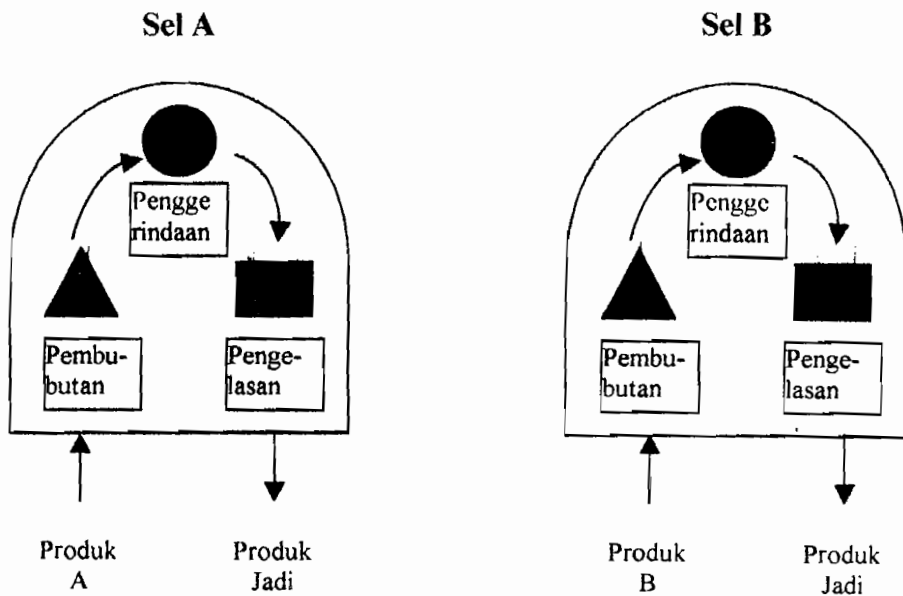 Sel A
Pengge
rindaan
Pembu-
butan
Penge-
lasan
Produk
A
Produk
Jadi
Sel B
Pengge
rindaan
Pembu-
butan
Penge-
lasan
Produk
B
Produk
Jadi